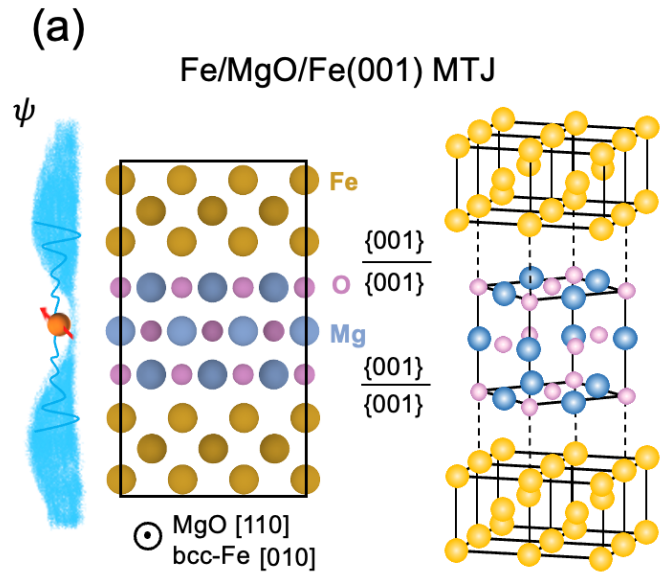 (a)
Fe/MgO/Fe(001) MTJ
ψ
Fe
{001}
{001}
O
Mg
{001}
{001}
MgO [110]
bcc-Fe [010]